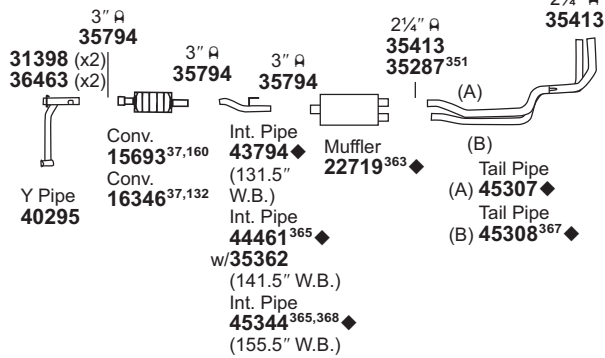 3″
35794
31398 (x2)
36463 (x2)
3″
35794
3″
35794
2¼″
35413
35287³⁵¹
2¼″
35413
Y Pipe
40295
Conv.
15693³⁷,¹⁶⁰
Conv.
16346³⁷,¹³²
Int. Pipe
43794◆
(131.5″
W.B.)
Int. Pipe
44461³⁶⁵◆
w/35362
(141.5″ W.B.)
Int. Pipe
45344³⁶⁵,³⁶⁸◆
(155.5″ W.B.)
Muffler
22719³⁶³◆
(A)
(B)
Tail Pipe
(A) 45307◆
Tail Pipe
(B) 45308³⁶⁷◆